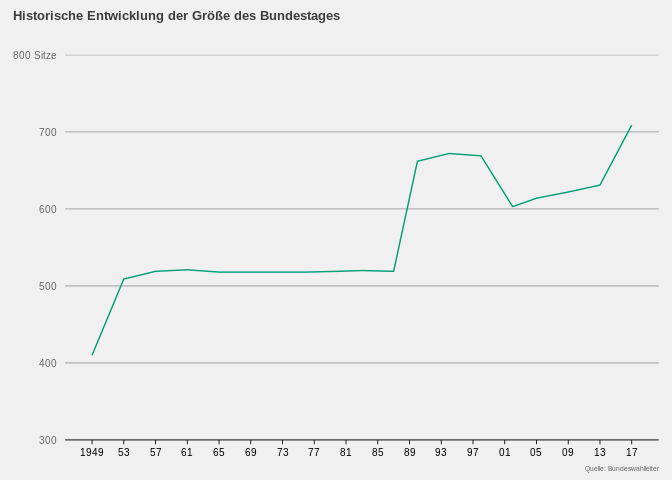 Historische Entwicklung der Größe des Bundestages
800 Sitze
700
600
500
400
300
1949 53 57 61 65 69 73 77 81 85 89 93 97 01 05 09 13 17
Quelle: Bundeswahlleiter